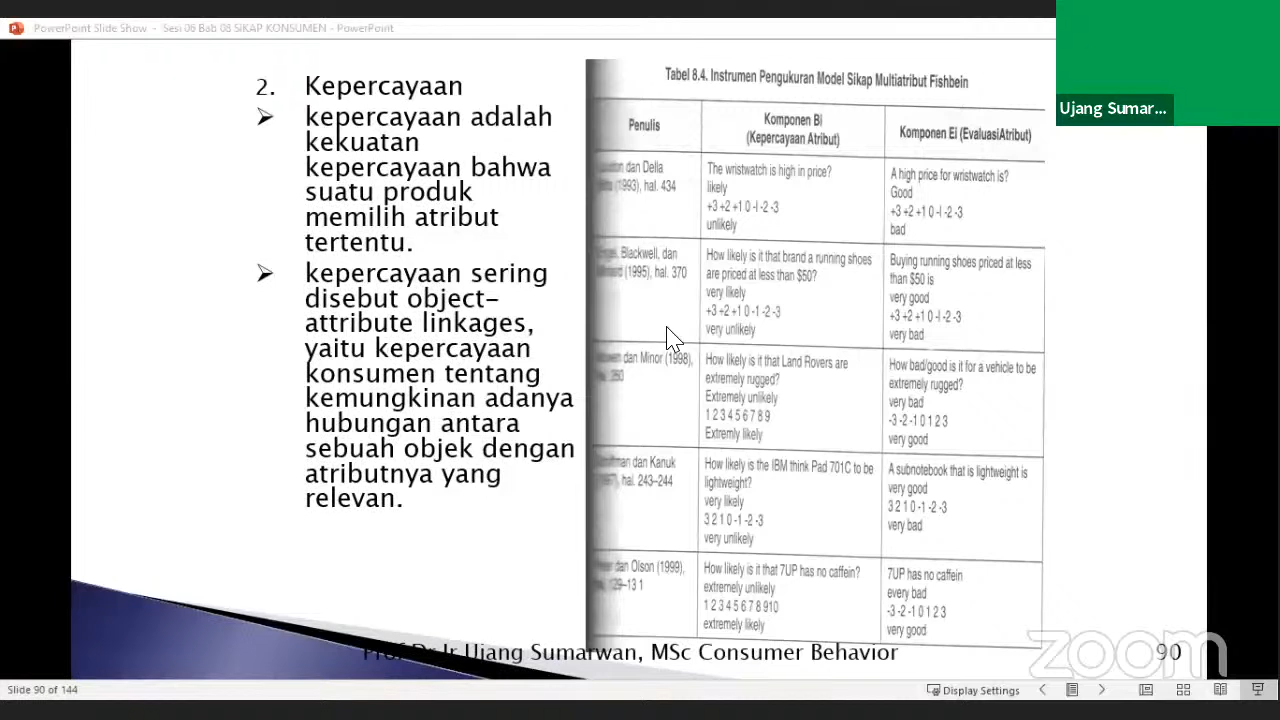 PowerPoint Slide Show - Sesi 06 Bab 08 SIKAP KONSUMEN - PowerPoint
Ujang Sumar...
2. Kepercayaan
➢ kepercayaan adalah
kekuatan
kepercayaan bahwa
suatu produk
memilih atribut
tertentu.
➢ kepercayaan sering
disebut object-
attribute linkages,
yaitu kepercayaan
konsumen tentang
kemungkinan adanya
hubungan antara
sebuah objek dengan
atributnya yang
relevan.
Tabel 8.4. Instrumen Pengukuran Model Sikap Multiatribut Fishbein
Penulis
Komponen Bi
(Kepercayaan Atribut)
Komponen Ei (EvaluasiAtribut)
dan Della
(1993), hal. 434
The wristwatch is high in price?
likely
+3 +2 +1 0 -I -2 -3
unlikely
A high price for wristwatch is?
Good
+3 +2 +1 0 -I -2 -3
bad
Blackwell, dan
(1995), hal. 370
How likely is it that brand a running shoes
are priced at less than $50?
very likely
+3 +2 +1 0 -1 -2 -3
very unlikely
Buying running shoes priced at less
than $50 is
very good
+3 +2 +1 0 -I -2 -3
very bad
dan Minor (1998),
How likely is it that Land Rovers are
extremely rugged?
Extremely unlikely
1 2 3 4 5 6 7 8 9
Extremly likely
How bad/good is it for a vehicle to be
extremely rugged?
very bad
-3 -2 -1 0 1 2 3
very good
dan Kanuk
hal. 243–244
How likely is the IBM think Pad 701C to be
lightweight?
very likely
3 2 1 0 -1 -2 -3
very unlikely
A subnotebook that is lightweight is
very good
3 2 1 0 -1 -2 -3
very bad
dan Olson (1999),
129–13 1
How likely is it that 7UP has no caffein?
extremely unlikely
1 2 3 4 5 6 7 8 910
extremely likely
7UP has no caffein
every bad
-3 -2 -1 0 1 2 3
very good
Prof Dr Ir Ujang Sumarwan, MSc Consumer Behavior
90
zoom
Slide 90 of 144
Display Settings